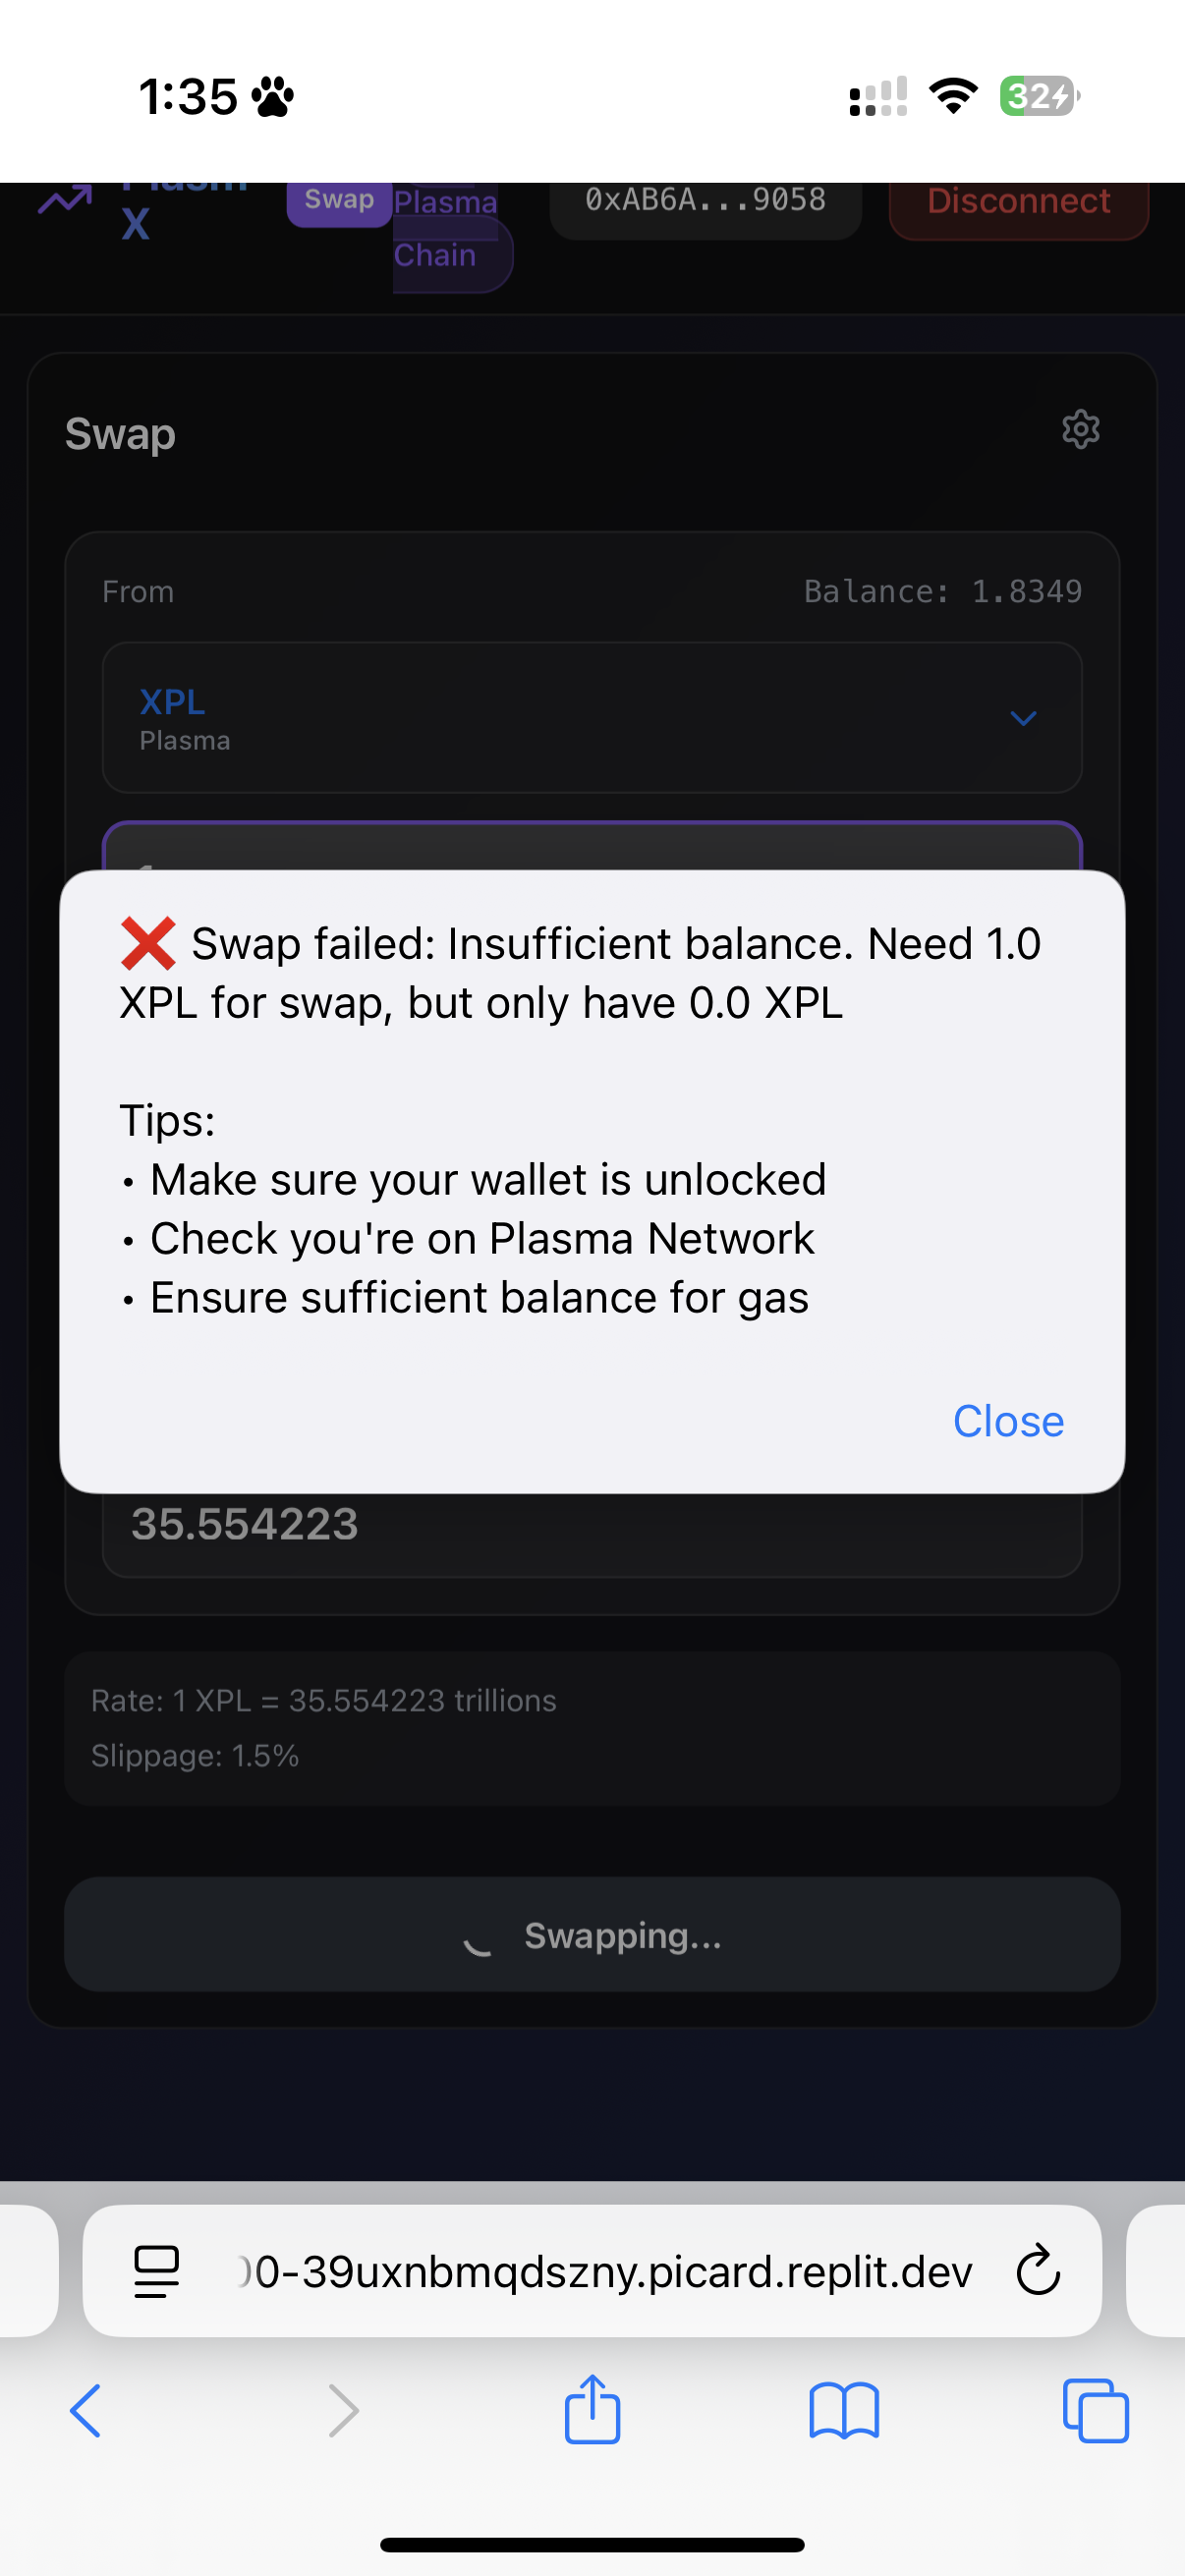 1:35
32
X
Swap
Plasma
Chain
0xAB6A...9058
Disconnect
Swap
From
Balance: 1.8349
XPL
Plasma
❌ Swap failed: Insufficient balance. Need 1.0
XPL for swap, but only have 0.0 XPL
Tips:
• Make sure your wallet is unlocked
• Check you're on Plasma Network
• Ensure sufficient balance for gas
Close
35.554223
Rate: 1 XPL = 35.554223 trillions
Slippage: 1.5%
Swapping...
0-39uxnbmqdszny.picard.replit.dev